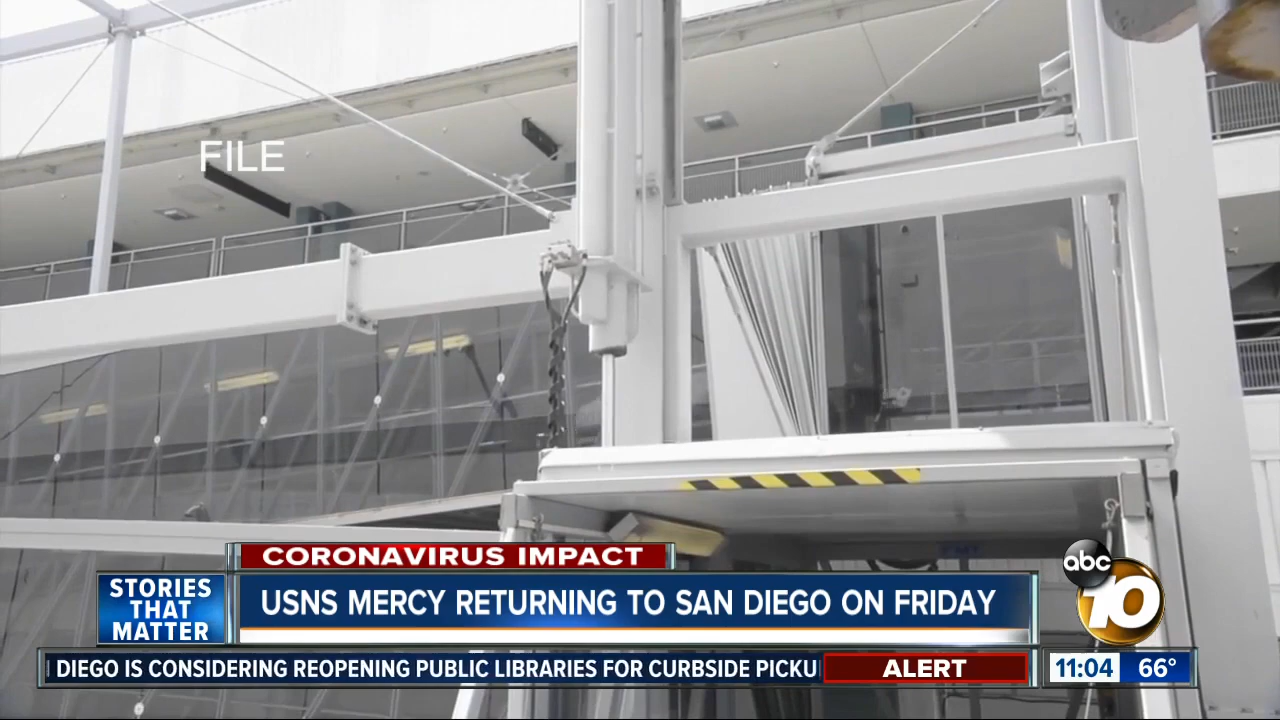 FILE
CORONAVIRUS IMPACT
STORIES THAT MATTER
USNS MERCY RETURNING TO SAN DIEGO ON FRIDAY
abc 10
DIEGO IS CONSIDERING REOPENING PUBLIC LIBRARIES FOR CURBSIDE PICKU
ALERT
11:04 66°